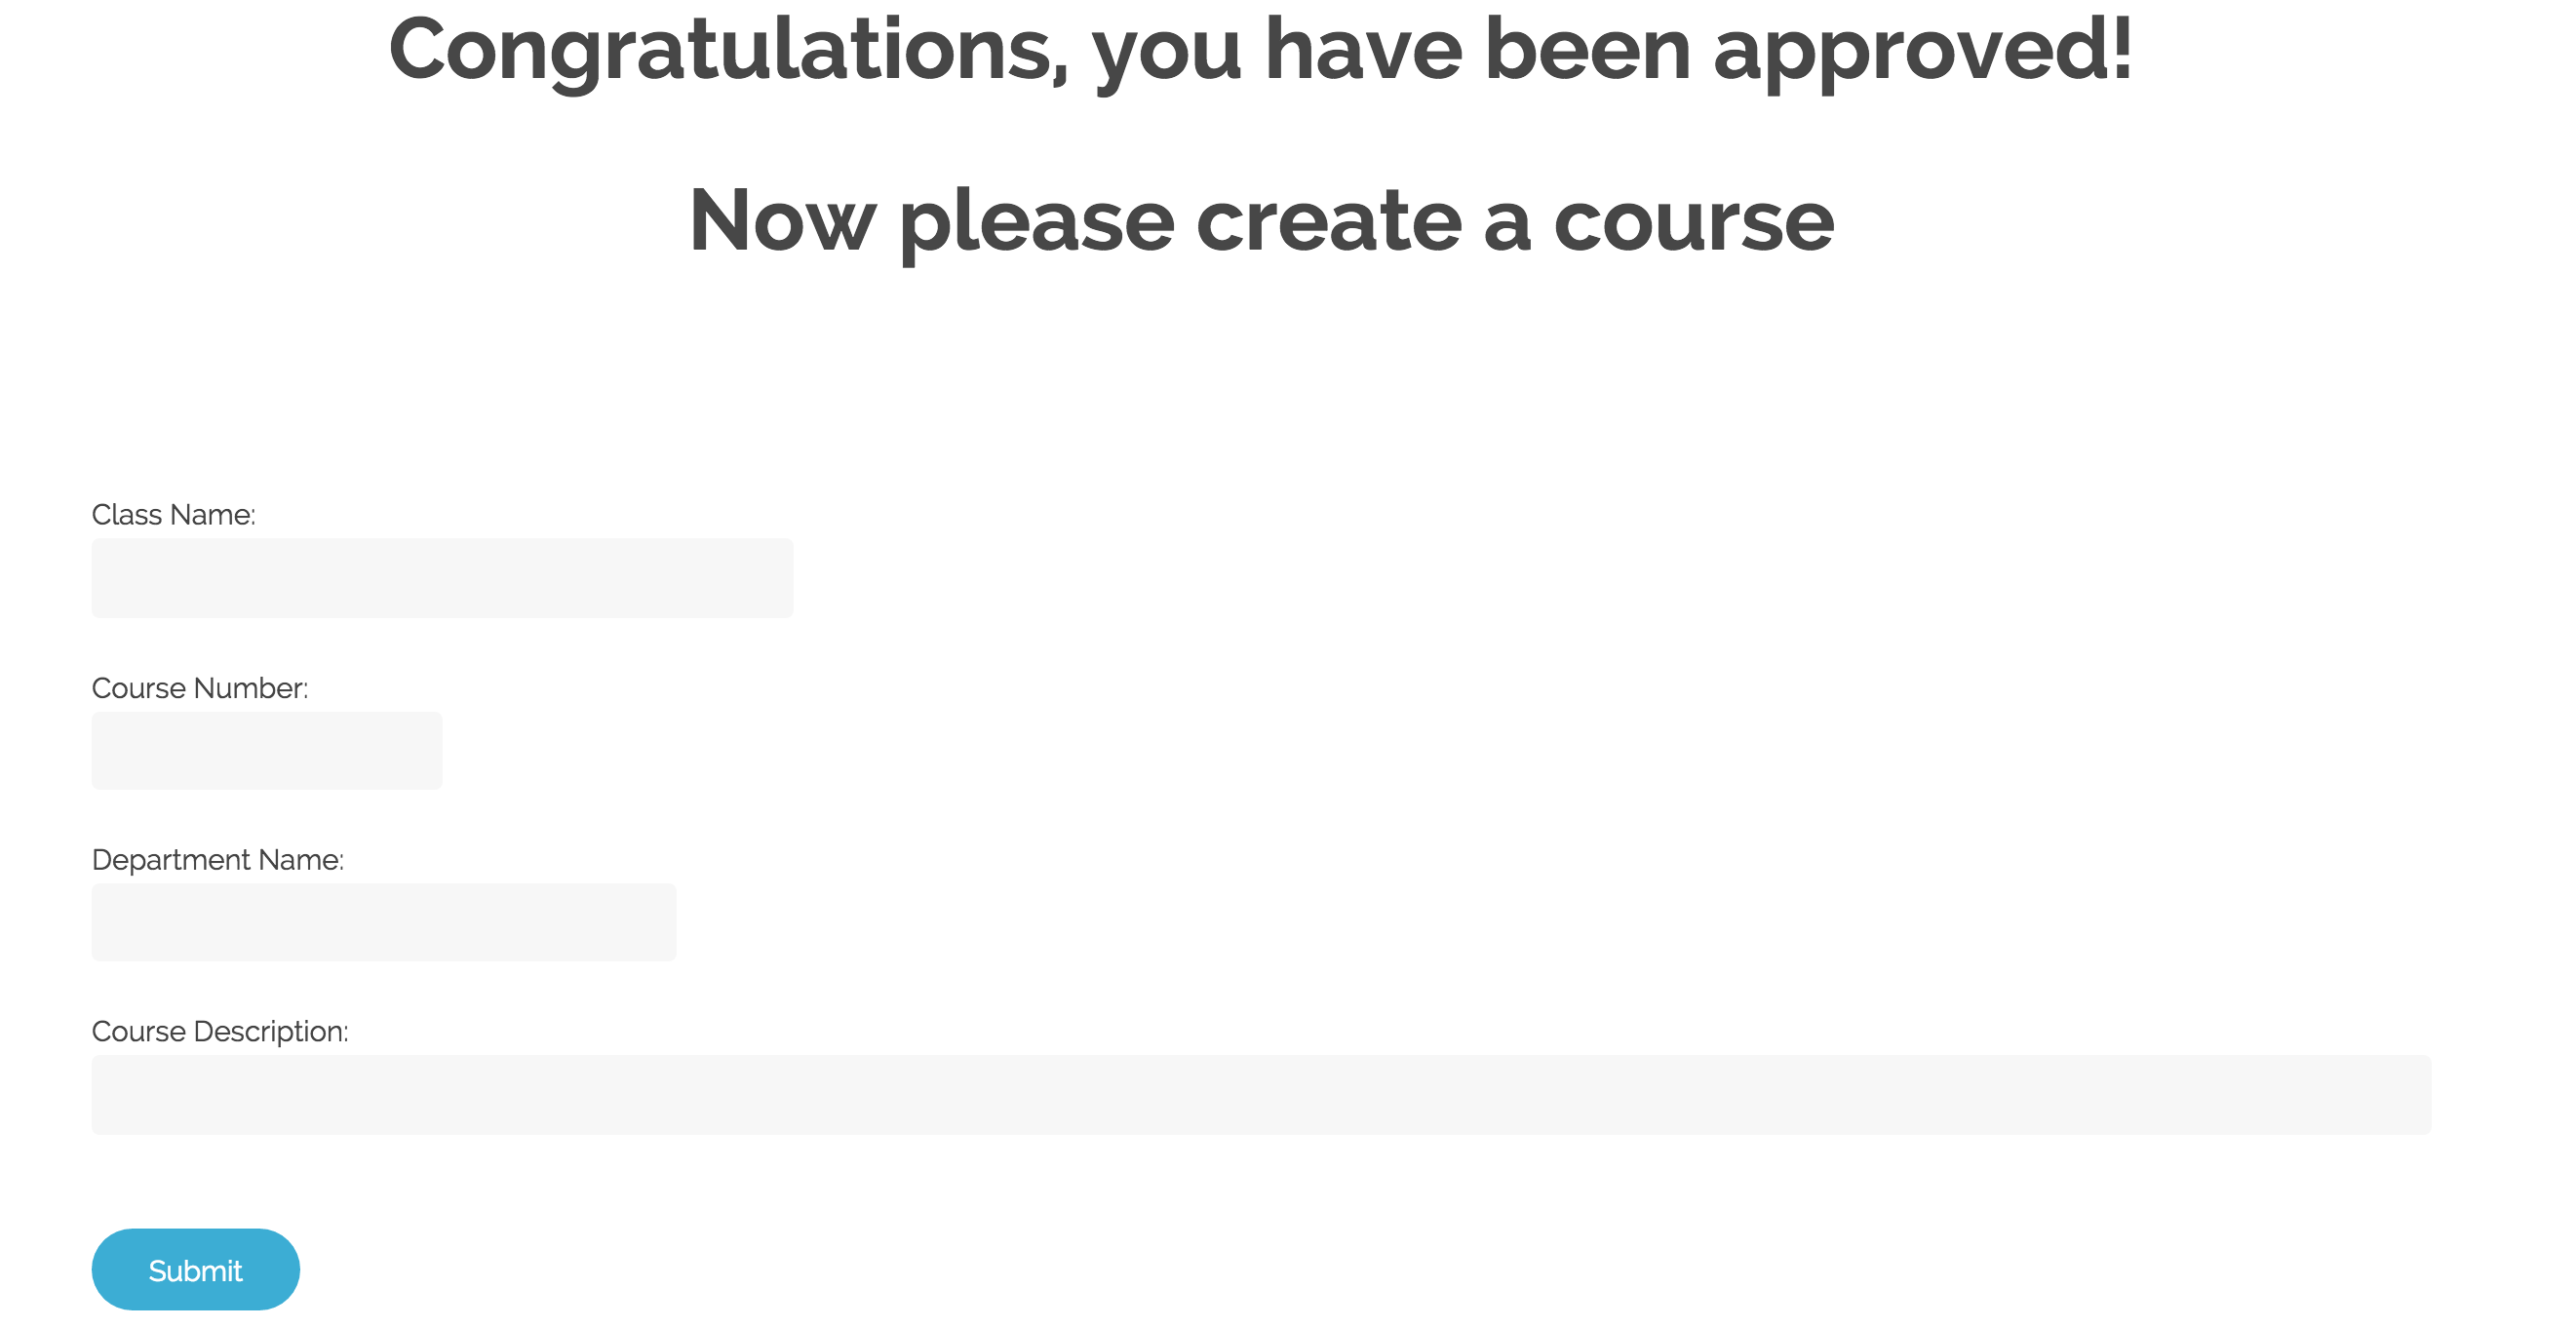 Congratulations, you have been approved!
Now please create a course
Class Name:
Course Number:
Department Name:
Course Description:
Submit